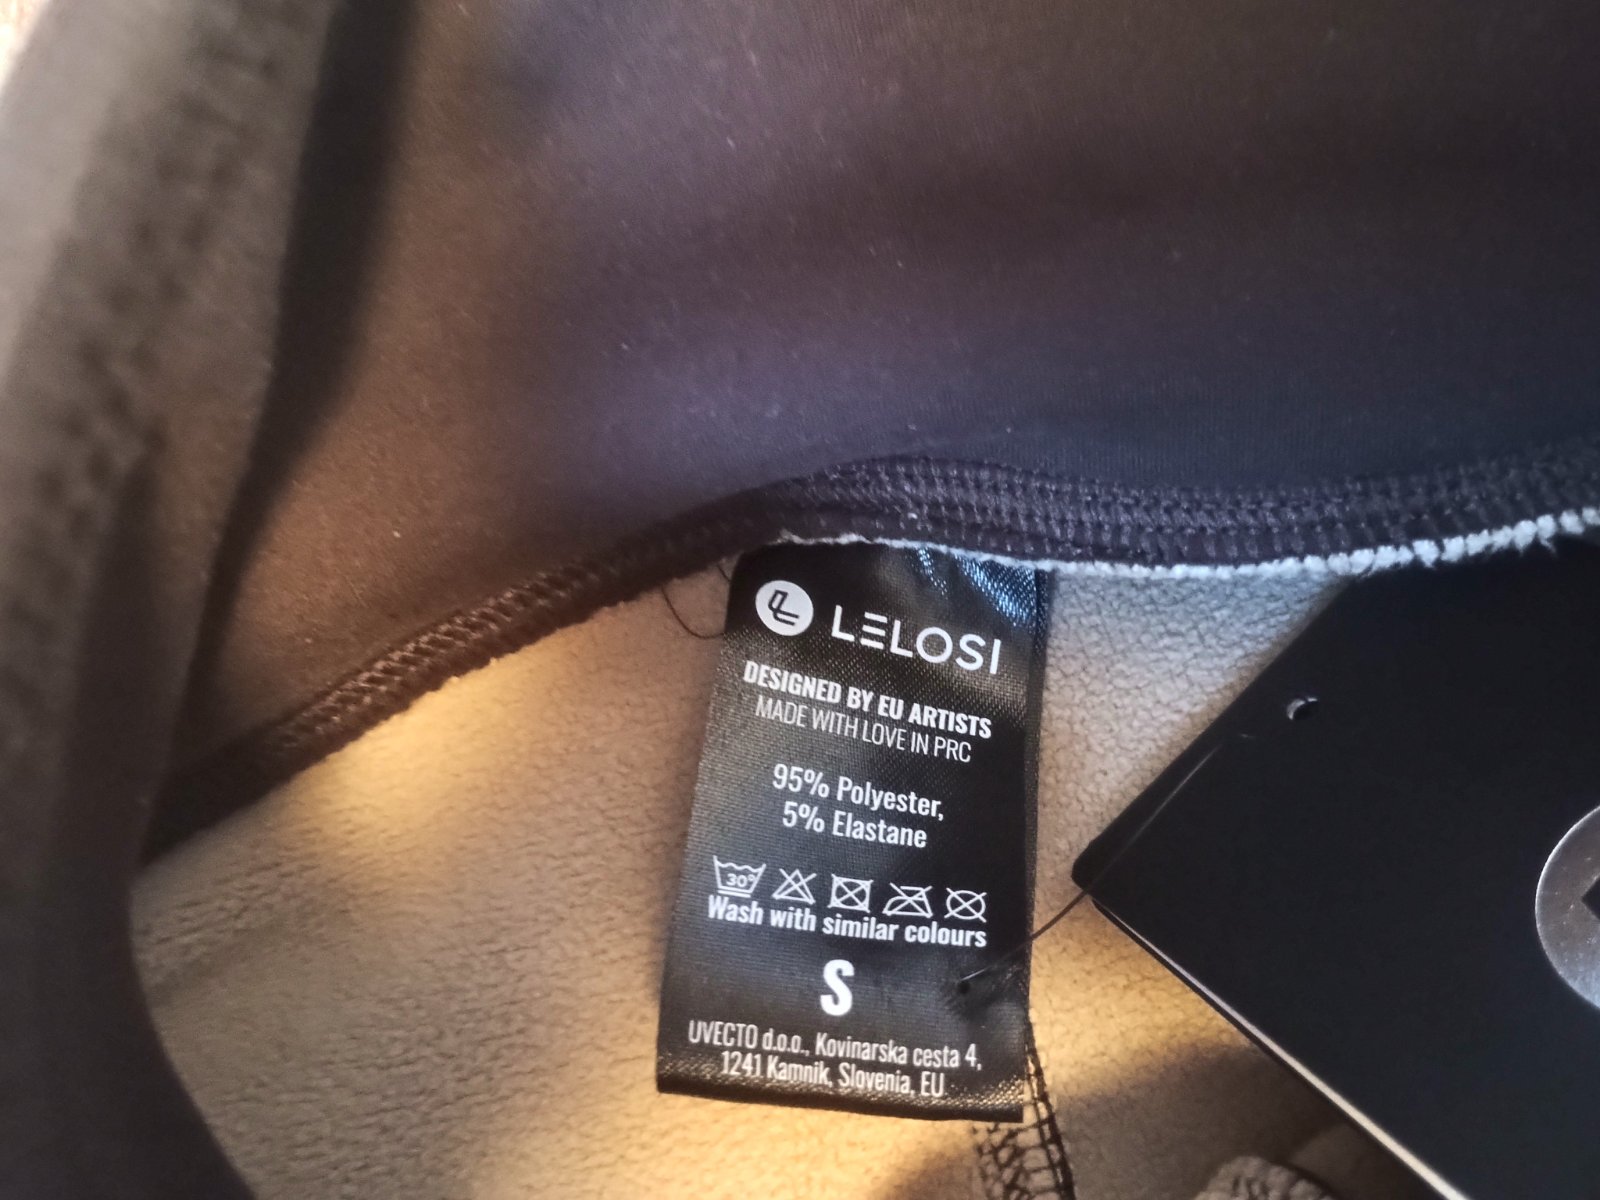 LELOSI
DESIGNED BY EU ARTISTS
MADE WITH LOVE IN PRC
95% Polyester,
5% Elastane
30°
Wash with similar colours
S
UVECTO d.o.o., Kovinarska cesta 4,
1241 Kamnik, Slovenia, EU